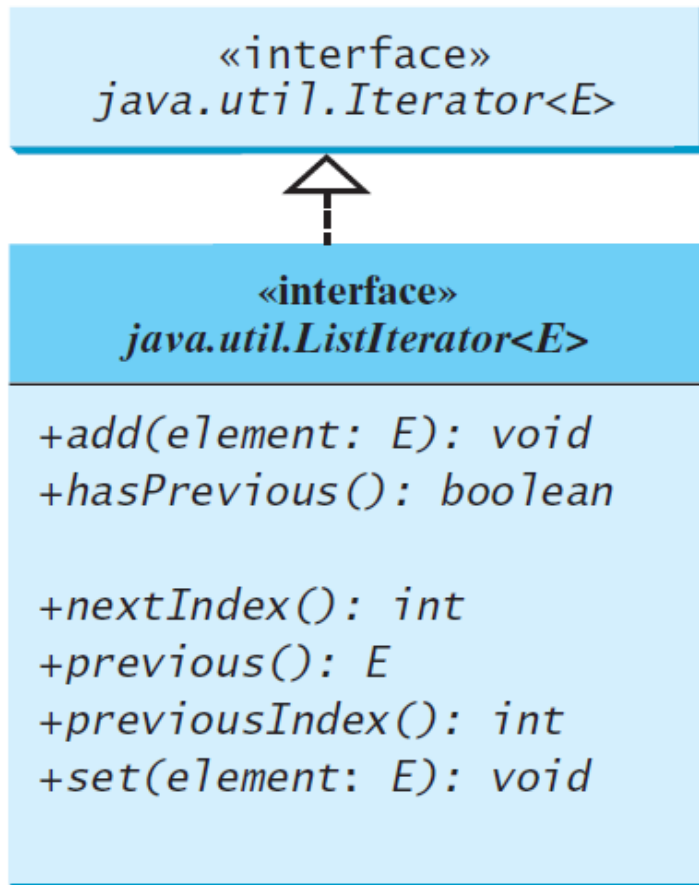 «interface»
java.util.Iterator<E>
«interface»
java.util.ListIterator<E>
+add(element: E): void
+hasPrevious(): boolean
+nextIndex(): int
+previous(): E
+previousIndex(): int
+set(element: E): void